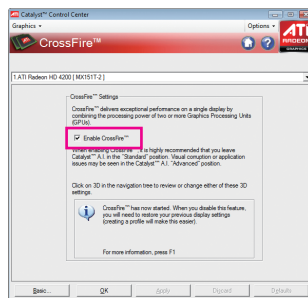 Catalyst™ Control Center
Graphics Options
CrossFire™
ATI
RADEON
GRAPHICS
1.ATI Radeon HD 4200 [MX151T-2]
CrossFire™ Settings
CrossFire™ delivers exceptional performance on a single display by
combining the processing power of two or more Graphics Processing Units
(GPUs).
Enable CrossFire™
When enabling CrossFire™, it is highly recommended that you leave
Catalyst™ A.I. in the "Standard" position. Visual corruption or application
issues may be seen in the Catalyst™ A.I. "Advanced" position.
Click on 3D in the navigation tree to review or change either of these 3D
settings.
CrossFire™ has now started. When you disable this feature,
you will need to restore your previous display settings
(creating a profile will make this easier).
For more information, press F1
Basic... OK Apply Discard Defaults